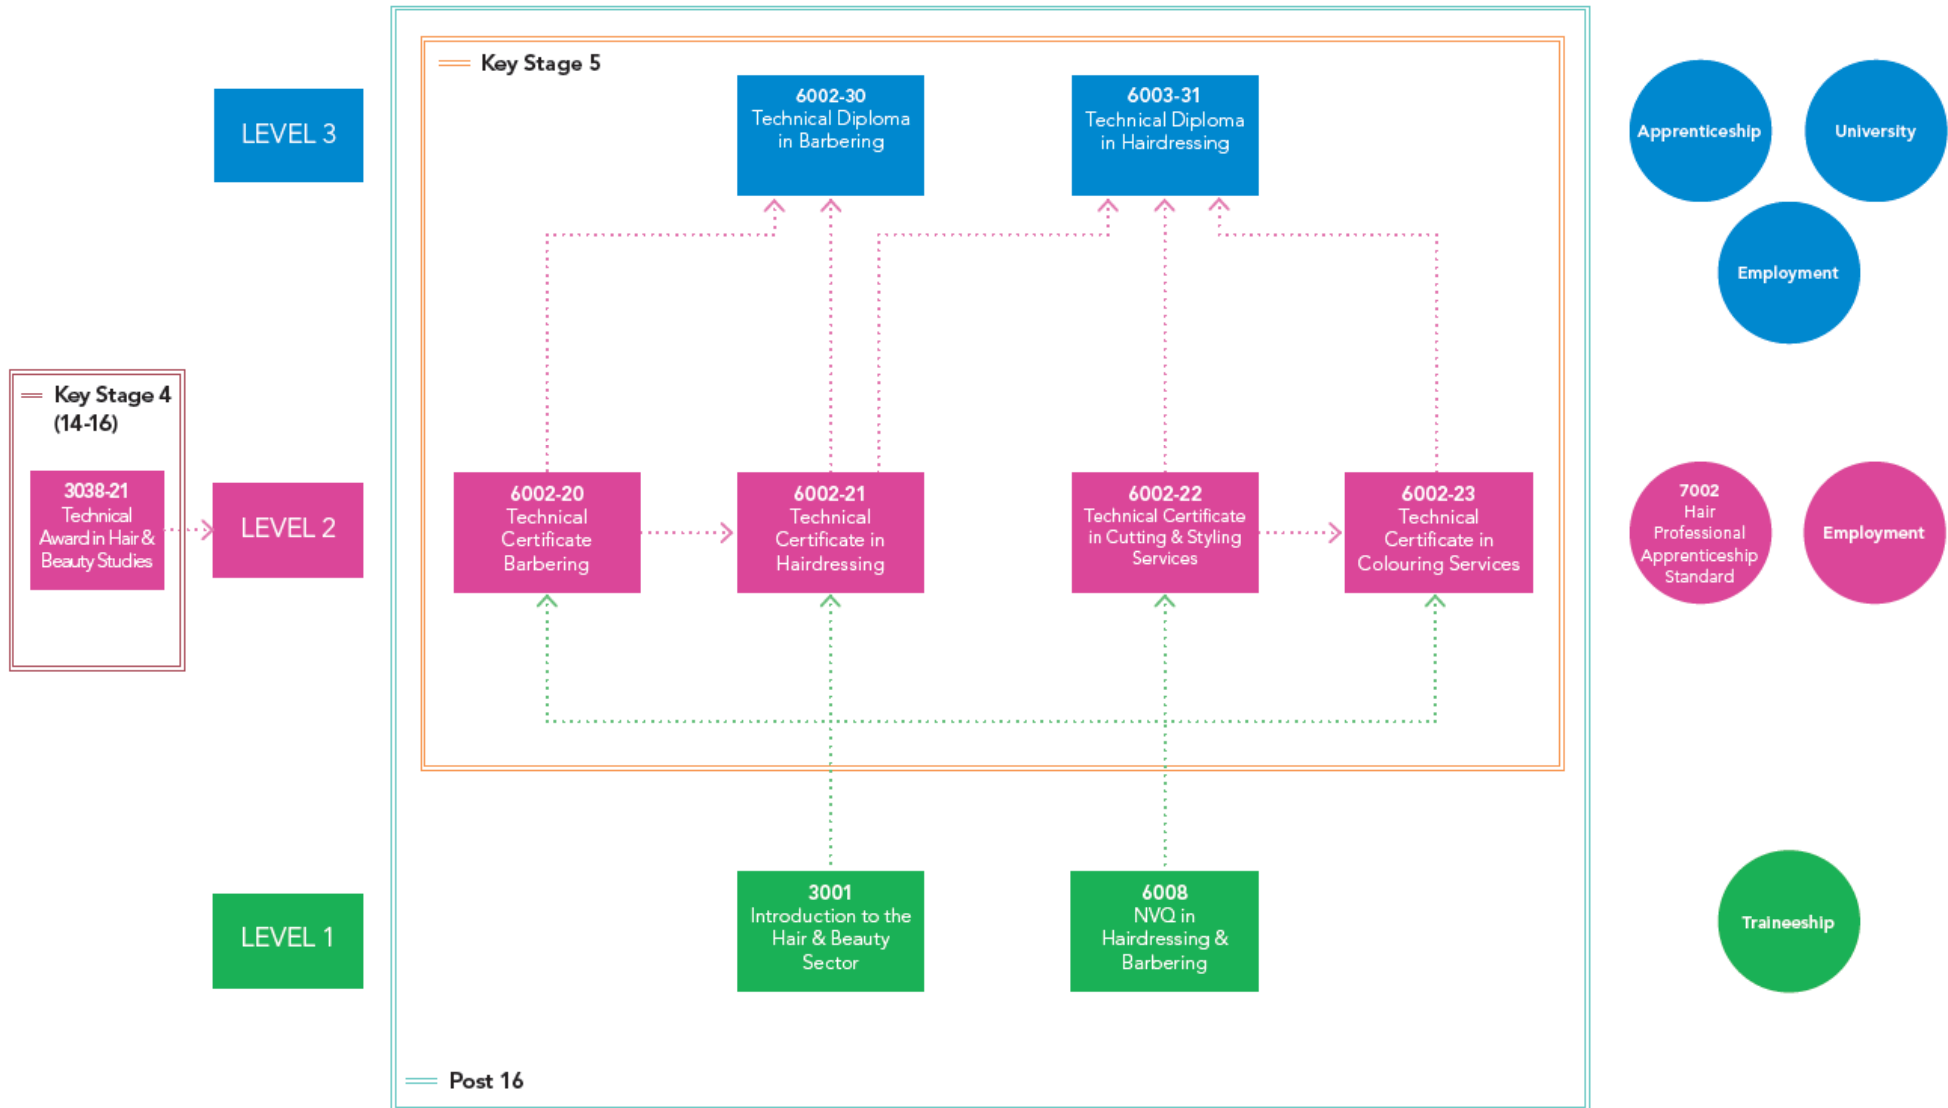 Key Stage 5
LEVEL 3
6002-30
Technical Diploma
in Barbering
6003-31
Technical Diploma
in Hairdressing
Apprenticeship
University
Employment
Key Stage 4
(14-16)
3038-21
Technical
Award in Hair &
Beauty Studies
LEVEL 2
6002-20
Technical
Certificate
Barbering
6002-21
Technical
Certificate in
Hairdressing
6002-22
Technical Certificate
in Cutting & Styling
Services
6002-23
Technical
Certificate in
Colouring Services
7002
Hair
Professional
Apprenticeship
Standard
Employment
LEVEL 1
3001
Introduction to the
Hair & Beauty
Sector
6008
NVQ in
Hairdressing &
Barbering
Traineeship
Post 16